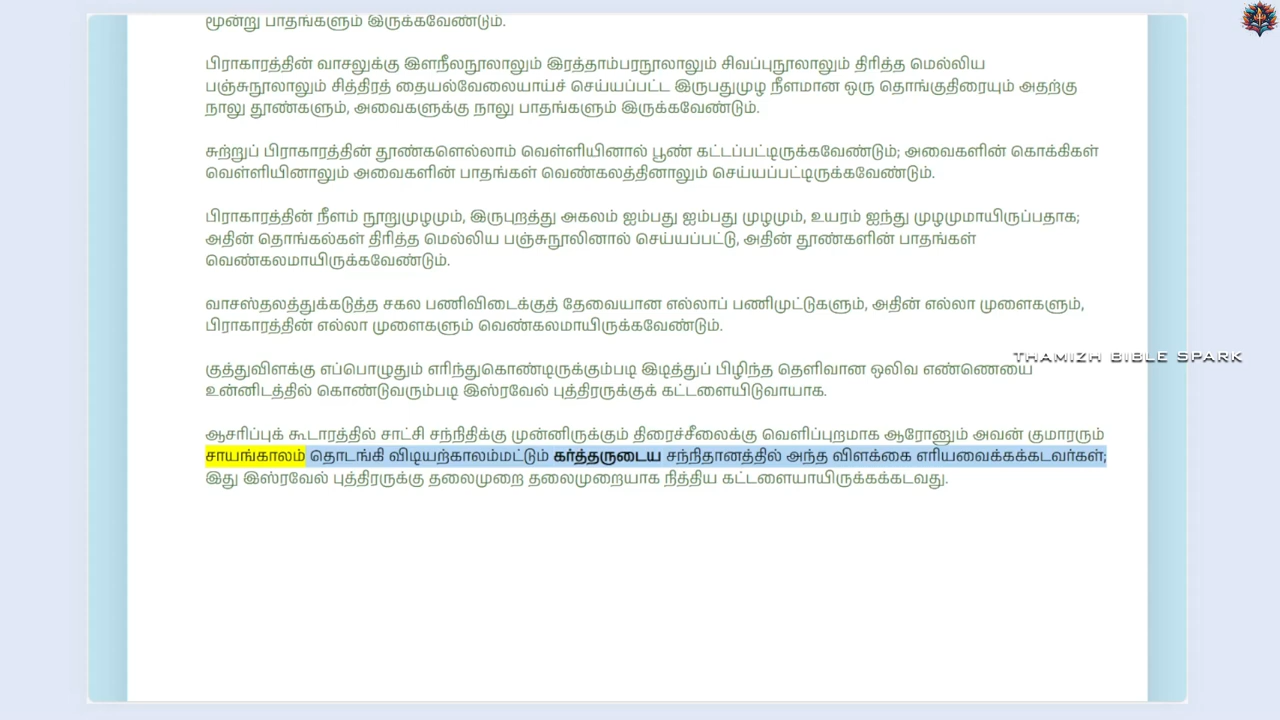 மூன்று பாதங்களும் இருக்கவேண்டும்.
பிராகாரத்தின் வாசலுக்கு இளநீலநூலாலும் இரத்தாம்பரநூலாலும் சிவப்புநூலாலும் திரித்த மெல்லிய
பஞ்சுநூலாலும் சித்திரத் தையல்வேலையாய்ச் செய்யப்பட்ட இருபதுமுழ நீளமான ஒரு தொங்குதிரையும் அதற்கு
நாலு தூண்களும், அவைகளுக்கு நாலு பாதங்களும் இருக்கவேண்டும்.
சுற்றுப் பிராகாரத்தின் தூண்களெல்லாம் வெள்ளியினால் பூண் கட்டப்பட்டிருக்கவேண்டும்; அவைகளின் கொக்கிகள்
வெள்ளியினாலும் அவைகளின் பாதங்கள் வெண்கலத்தினாலும் செய்யப்பட்டிருக்கவேண்டும்.
பிராகாரத்தின் நீளம் நூறுமுழமும், இருபுறத்து அகலம் ஐம்பது ஐம்பது முழமும், உயரம் ஐந்து முழமுமாயிருப்பதாக;
அதின் தொங்கல்கள் திரித்த மெல்லிய பஞ்சுநூலினால் செய்யப்பட்டு, அதின் தூண்களின் பாதங்கள்
வெண்கலமாயிருக்கவேண்டும்.
வாசஸ்தலத்துக்கடுத்த சகல பணிவிடைக்குத் தேவையான எல்லாப் பணிமுட்டுகளும், அதின் எல்லா முளைகளும்,
பிராகாரத்தின் எல்லா முளைகளும் வெண்கலமாயிருக்கவேண்டும்.
THAMIZH BIBLE SPARK
குத்துவிளக்கு எப்பொழுதும் எரிந்துகொண்டிருக்கும்படி இடித்துப் பிழிந்த தெளிவான ஒலிவ எண்ணெயை
உன்னிடத்தில் கொண்டுவரும்படி இஸ்ரவேல் புத்திரருக்குக் கட்டளையிடுவாயாக.
ஆசரிப்புக் கூடாரத்தில் சாட்சி சந்நிதிக்கு முன்னிருக்கும் திரைச்சீலைக்கு வெளிப்புறமாக ஆரோனும் அவன் குமாரரும்
சாயங்காலம் தொடங்கி விடியற்காலம்மட்டும் கர்த்தருடைய சந்நிதானத்தில் அந்த விளக்கை எரியவைக்கக்கடவர்கள்;
இது இஸ்ரவேல் புத்திரருக்கு தலைமுறை தலைமுறையாக நித்திய கட்டளையாயிருக்கக்கடவது.